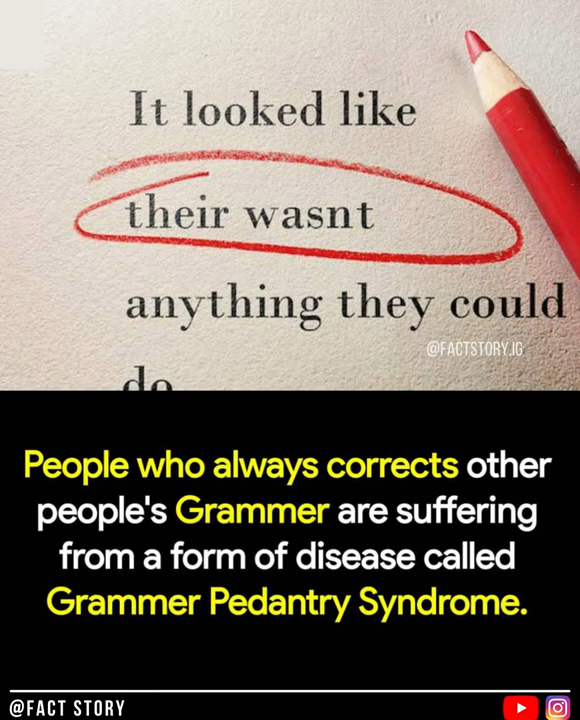 It looked like
their wasnt
anything they could
@FACTSTORY.IG
do
People who always corrects other
people's Grammer are suffering
from a form of disease called
Grammer Pedantry Syndrome.
@FACT STORY